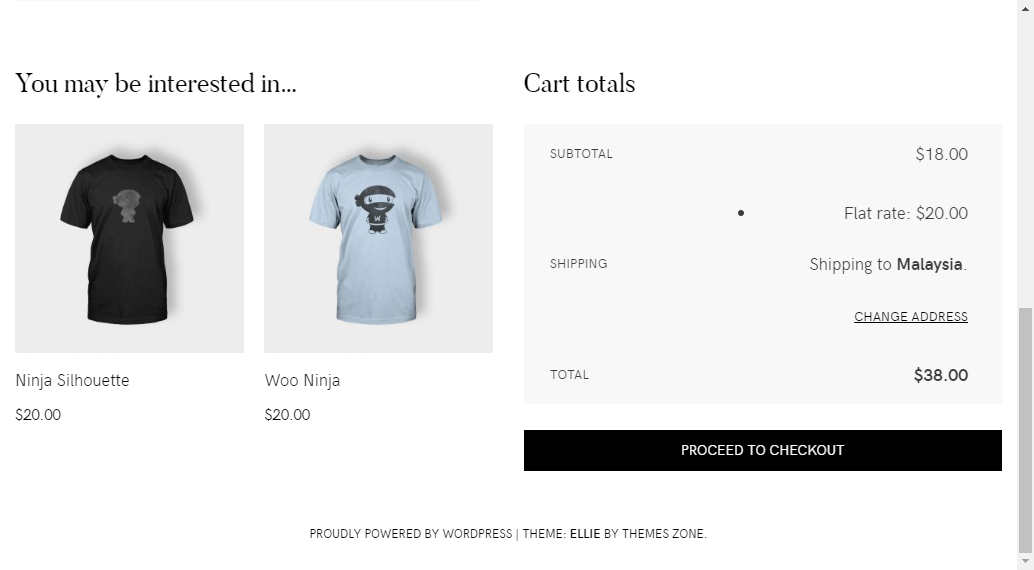 You may be interested in...
W
Ninja Silhouette
$20.00
Woo Ninja
$20.00
Cart totals
SUBTOTAL $18.00
• Flat rate: $20.00
SHIPPING Shipping to Malaysia.
CHANGE ADDRESS
TOTAL $38.00
PROCEED TO CHECKOUT
PROUDLY POWERED BY WORDPRESS | THEME: ELLIE BY THEMES ZONE.